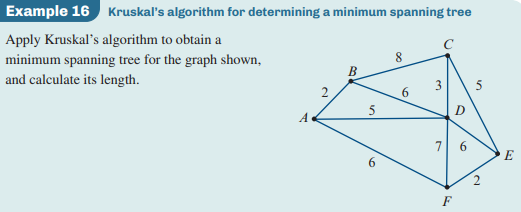 Example 16 Kruskal's algorithm for determining a minimum spanning tree
Apply Kruskal's algorithm to obtain a
minimum spanning tree for the graph shown,
and calculate its length.
C
8
B
3
5
2
6
A
5
D
7
6
E
6
2
F